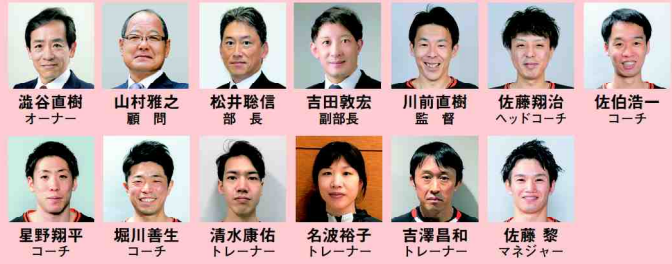 澁谷直樹 山村雅之 松井聡信 吉田敦宏 川前直樹 佐藤翔治 佐伯浩一
オーナー 顧問 部長 副部長 監督 ヘッドコーチ コーチ
星野翔平 堀川善生 清水康佑 名波裕子 吉澤昌和 佐藤 黎
コーチ コーチ トレーナー トレーナー トレーナー マネジャー